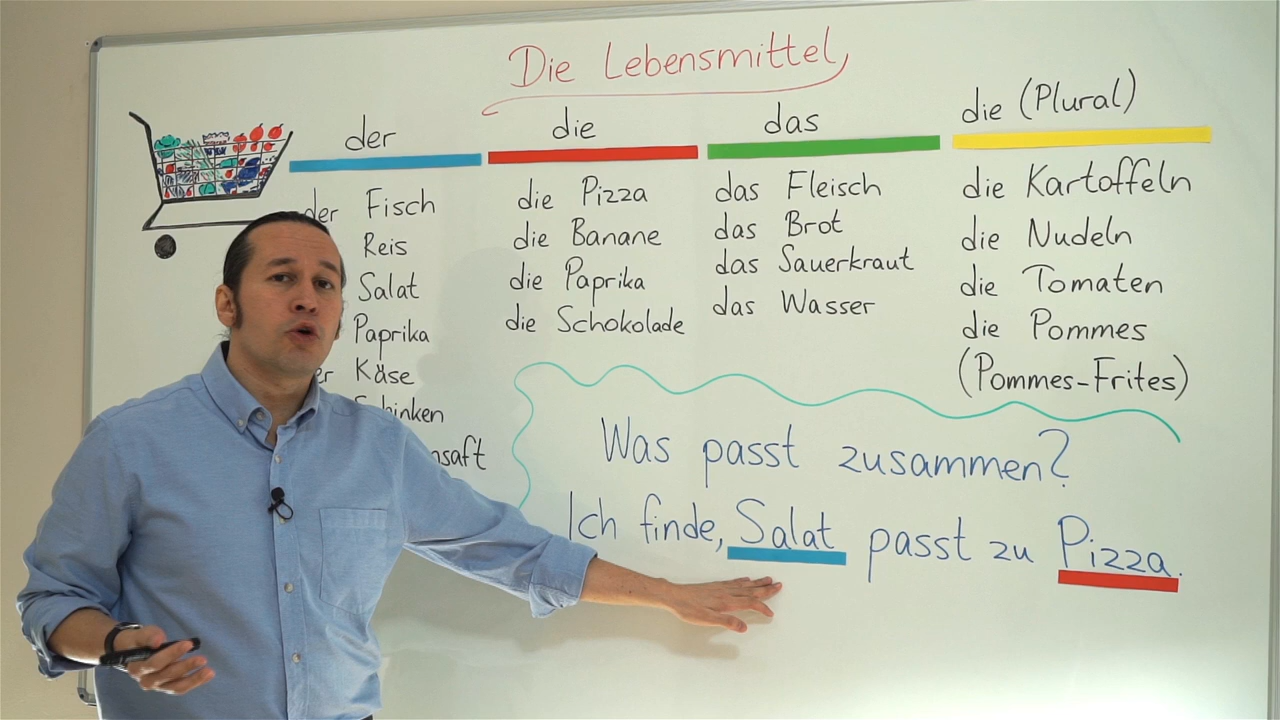 Die Lebensmittel
der
der Fisch
Reis
Salat
Paprika
Käse
nsaft
die
die Pizza
die Banane
die Paprika
die Schokolade
das
das Fleisch
das Brot
das Sauerkraut
das Wasser
die (Plural)
die Kartoffeln
die Nudeln
die Tomaten
die Pommes
(Pommes-Frites)
Was passt zusammen?
Ich finde, Salat passt zu Pizza.